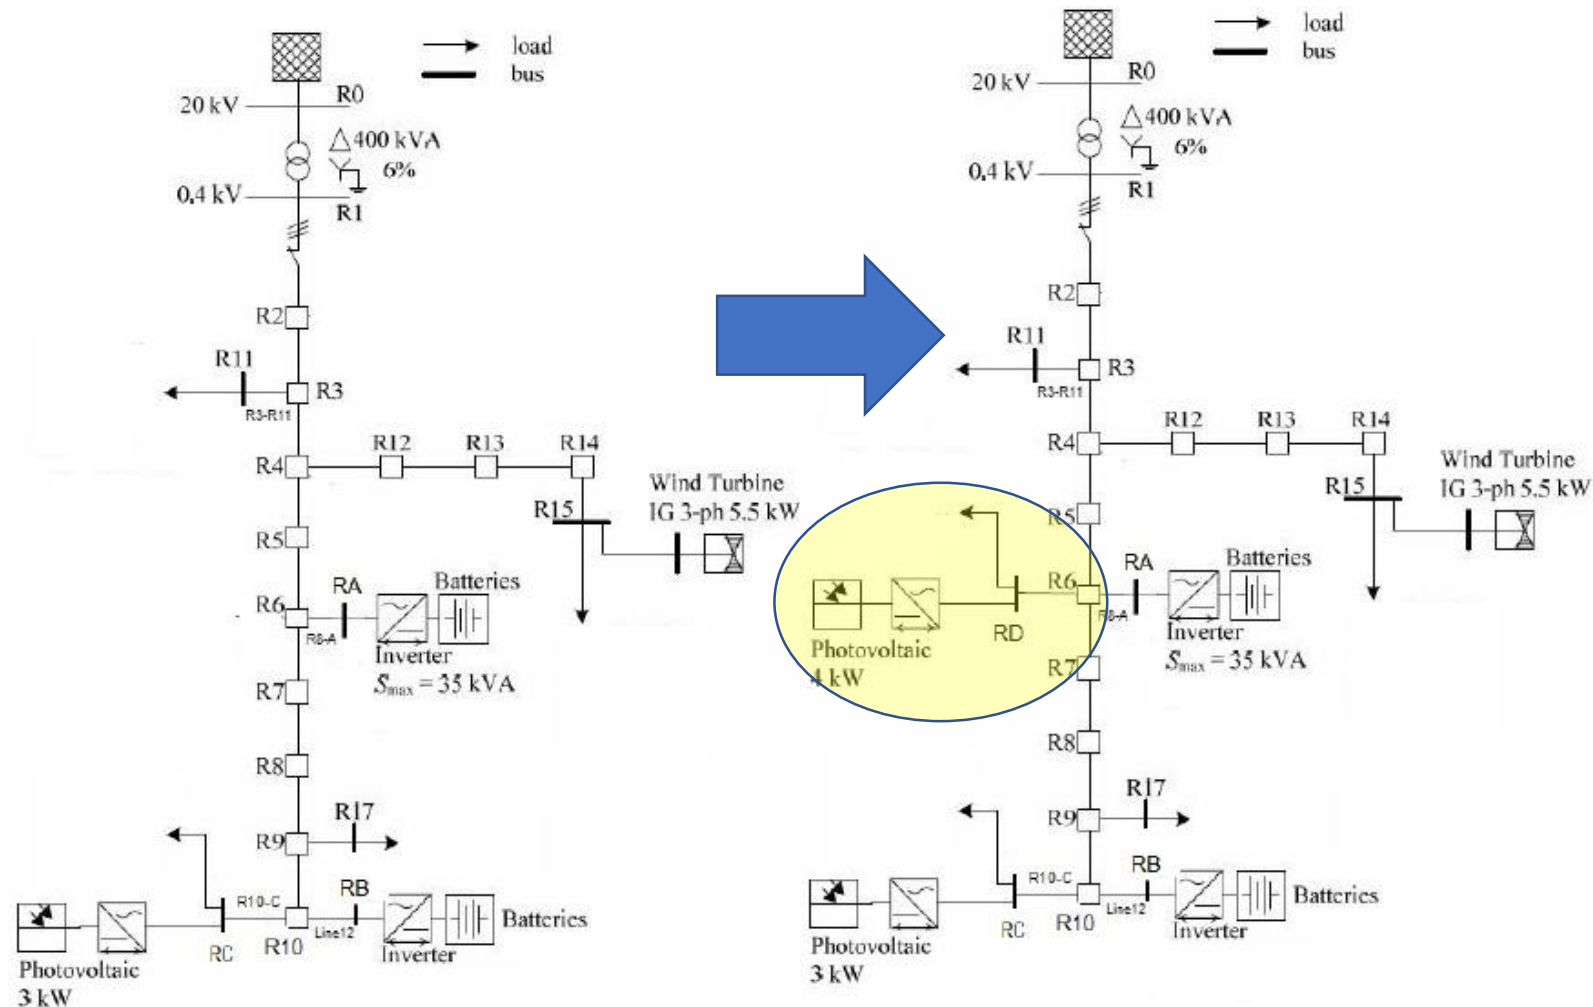 load
bus
R0
20 kV
400 kVA
6%
0.4 kV
R1
R2
R11
R3
R3-R11
R12
R13
R14
R4
Wind Turbine
IG 3-ph 5.5 kW
R15
R5
RA
Batteries
R6
R8-A
Inverter
Smax = 35 kVA
R7
R8
R17
R9
R10-C
RB
Batteries
RC
R10
Line12
Inverter
Photovoltaic
3 kW
load
bus
R0
20 kV
400 kVA
6%
0.4 kV
R1
R2
R11
R3
R3-R11
R12
R13
R14
R4
Wind Turbine
IG 3-ph 5.5 kW
R15
R5
RA
Batteries
R6
R8-A
RD
Inverter
Smax = 35 kVA
Photovoltaic
4 kW
R7
R8
R17
R9
R10-C
RB
Batteries
RC
R10
Line12
Inverter
Photovoltaic
3 kW